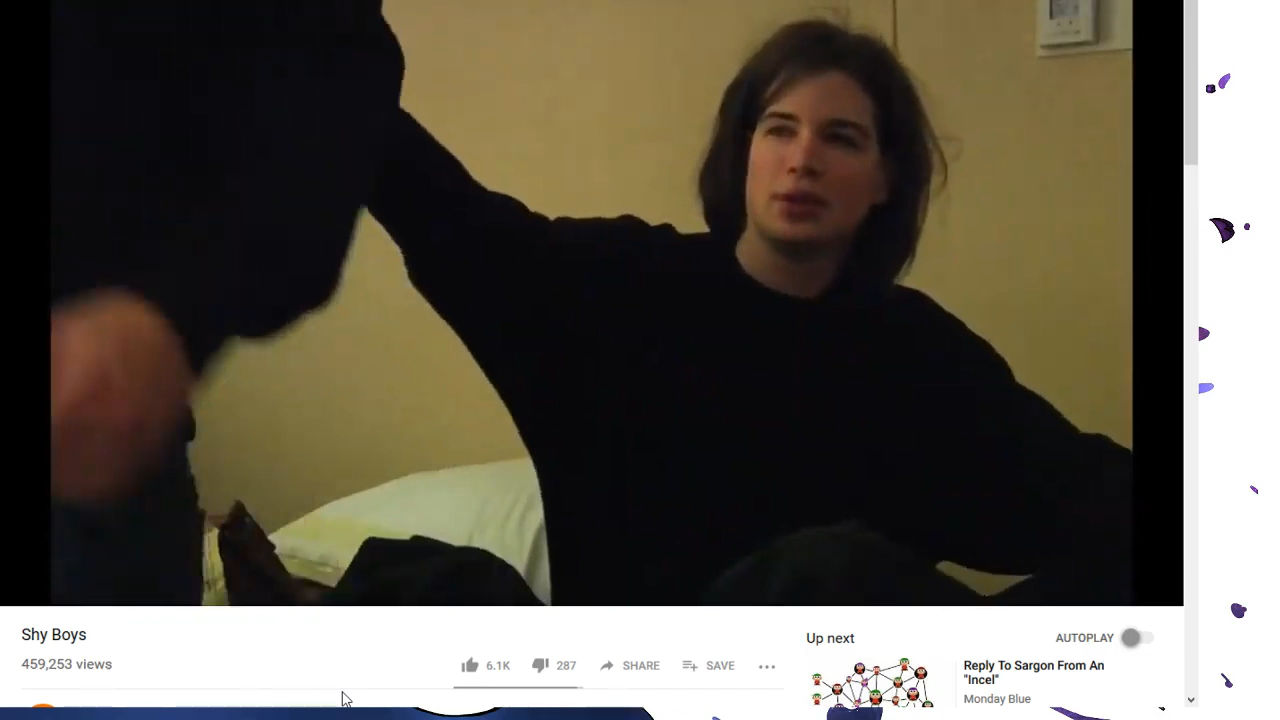 Shy Boys
459,253 views
6.1K 287 SHARE SAVE
Up next AUTOPLAY
Reply To Sargon From An
"Incel"
Monday Blue